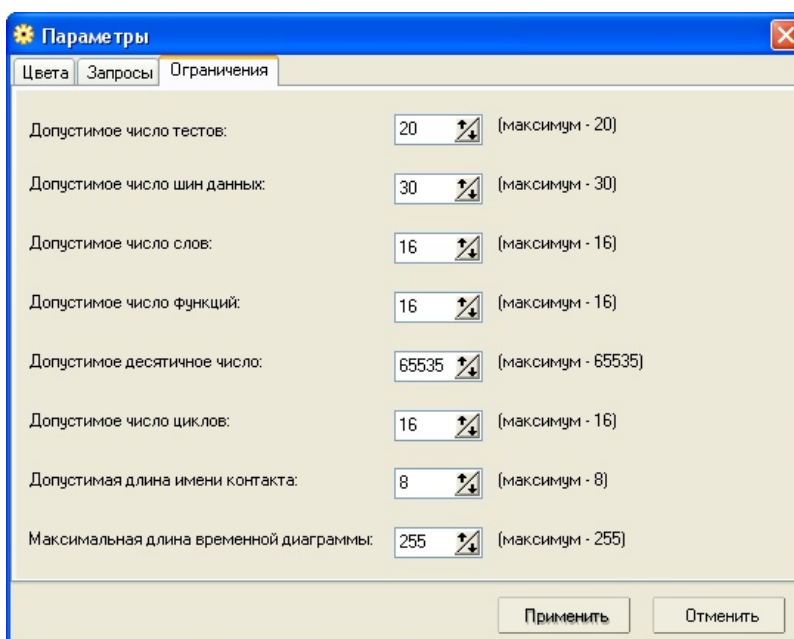 Параметры
Цвета Запросы Ограничения
Допустимое число тестов: 20 (максимум - 20)
Допустимое число шин данных: 30 (максимум - 30)
Допустимое число слов: 16 (максимум - 16)
Допустимое число функций: 16 (максимум - 16)
Допустимое десятичное число: 65535 (максимум - 65535)
Допустимое число циклов: 16 (максимум - 16)
Допустимая длина имени контакта: 8 (максимум - 8)
Максимальная длина временной диаграммы: 255 (максимум - 255)
Применить Отменить